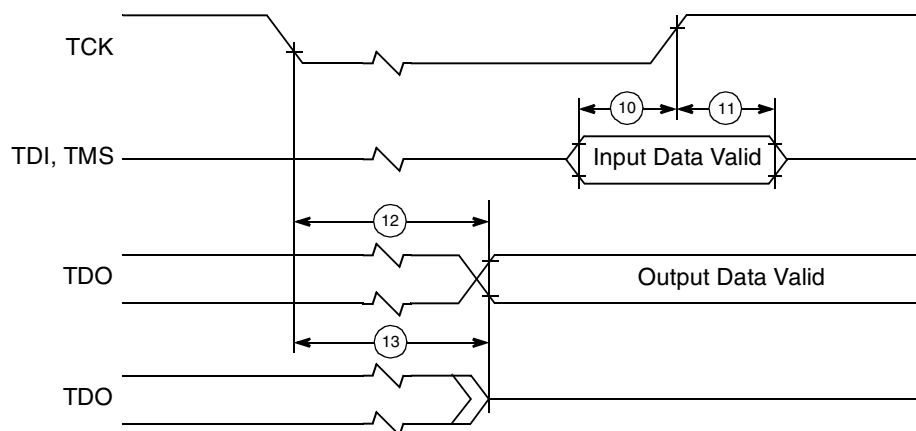 TCK
10
11
TDI, TMS
Input Data Valid
12
TDO
Output Data Valid
13
TDO